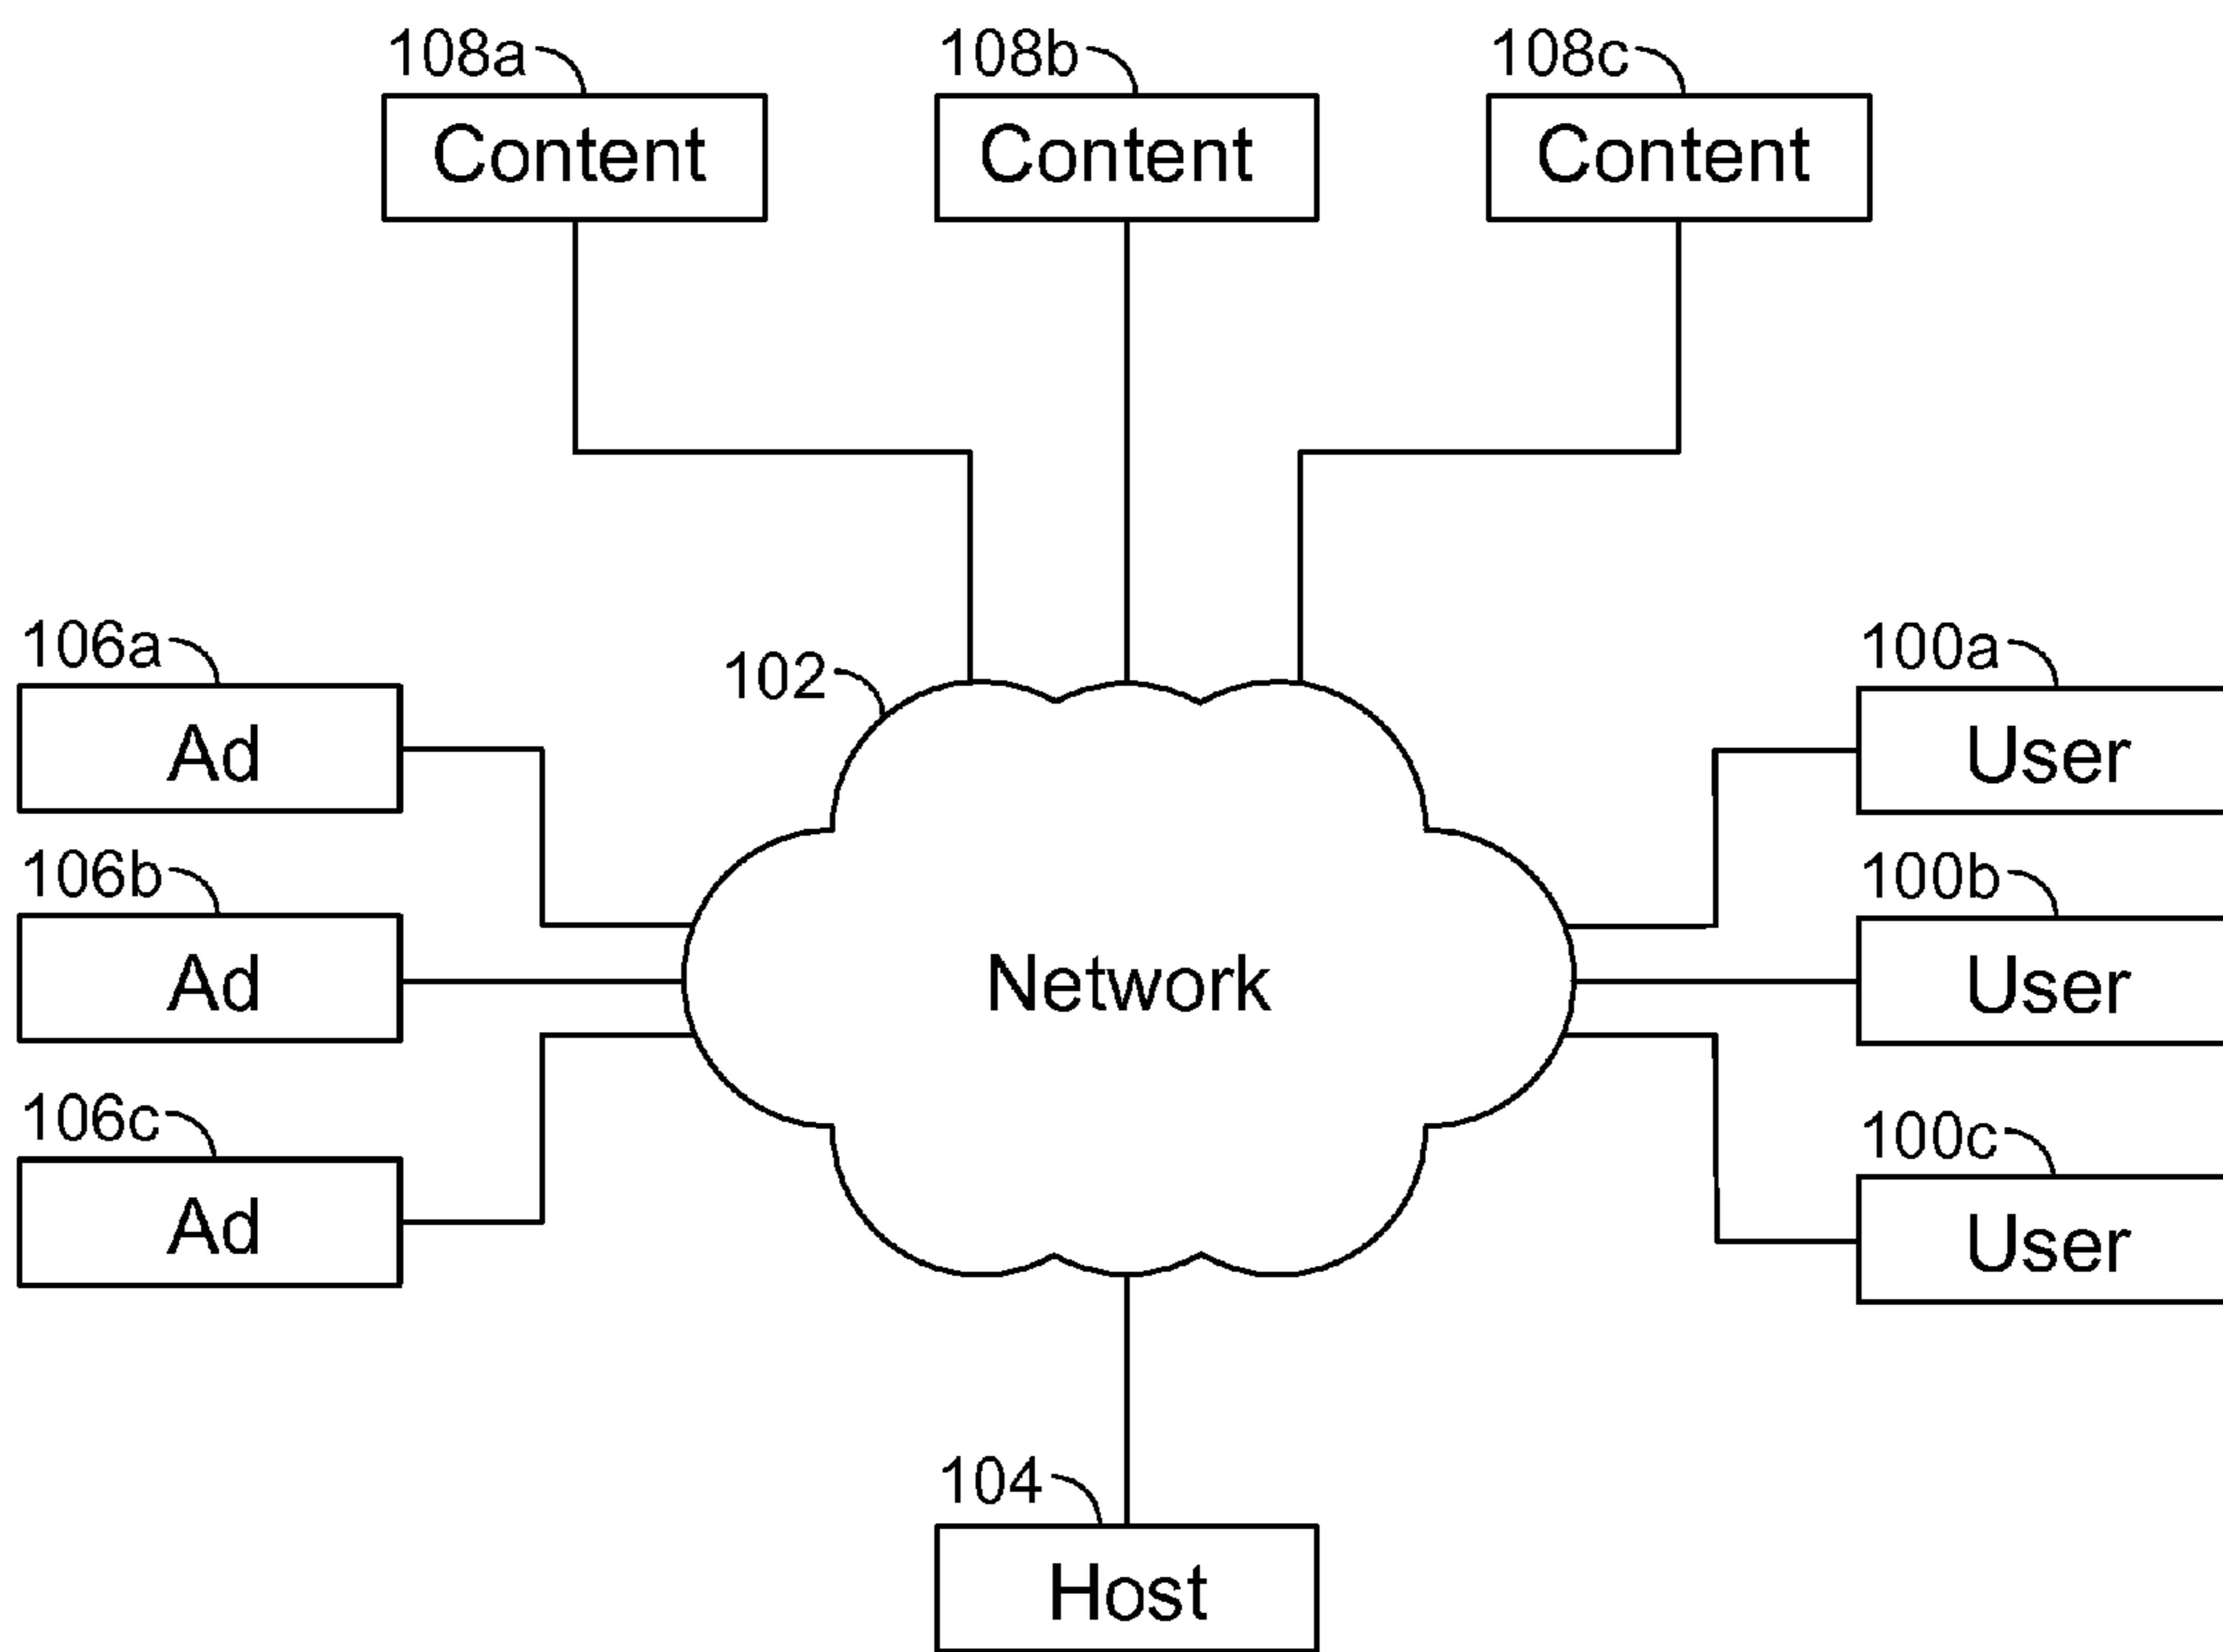 108a
108b
108c
Content
Content
Content
106a
102
100a
Ad
User
106b
100b
Ad
Network
User
106c
100c
Ad
User
104
Host